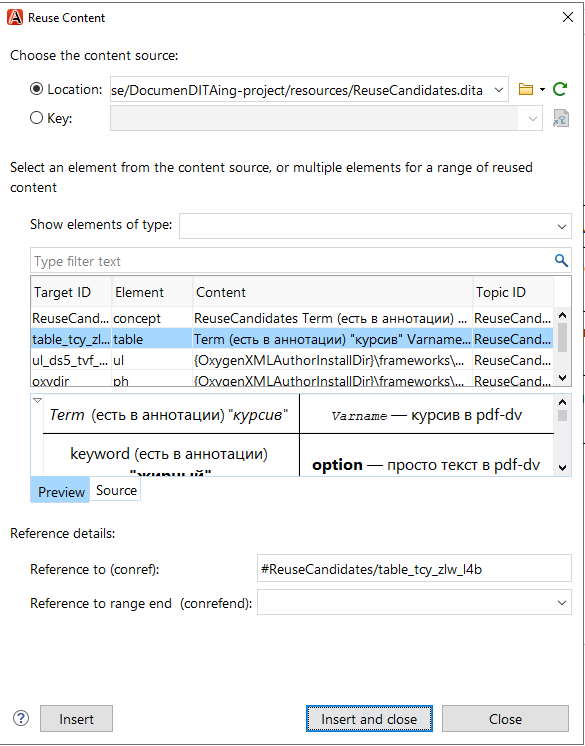 Reuse Content
Choose the content source:
Location: se/DocumenDITAing-project/resources/ReuseCandidates.dita
Key:
Select an element from the content source, or multiple elements for a range of reused
content
Show elements of type:
Type filter text
Target ID Element Content Topic ID
ReuseCand... concept ReuseCandidates Term (есть в аннотации) ... ReuseCand...
table_tcy_zl... table Term (есть в аннотации) "курсив" Varname... ReuseCand...
ul_ds5_tvf_... ul {OxygenXMLAuthorInstallDir}\frameworks\... ReuseCand...
oxydir ph {OxygenXMLAuthorInstallDir}\frameworks\... ReuseCand...
Term (есть в аннотации) "курсив" Varname — курсив в pdf-dv
keyword (есть в аннотации)
"жирный" option — просто текст в pdf-dv
Preview Source
Reference details:
Reference to (conref): #ReuseCandidates/table_tcy_zlw_l4b
Reference to range end (conrefend):
? Insert Insert and close Close